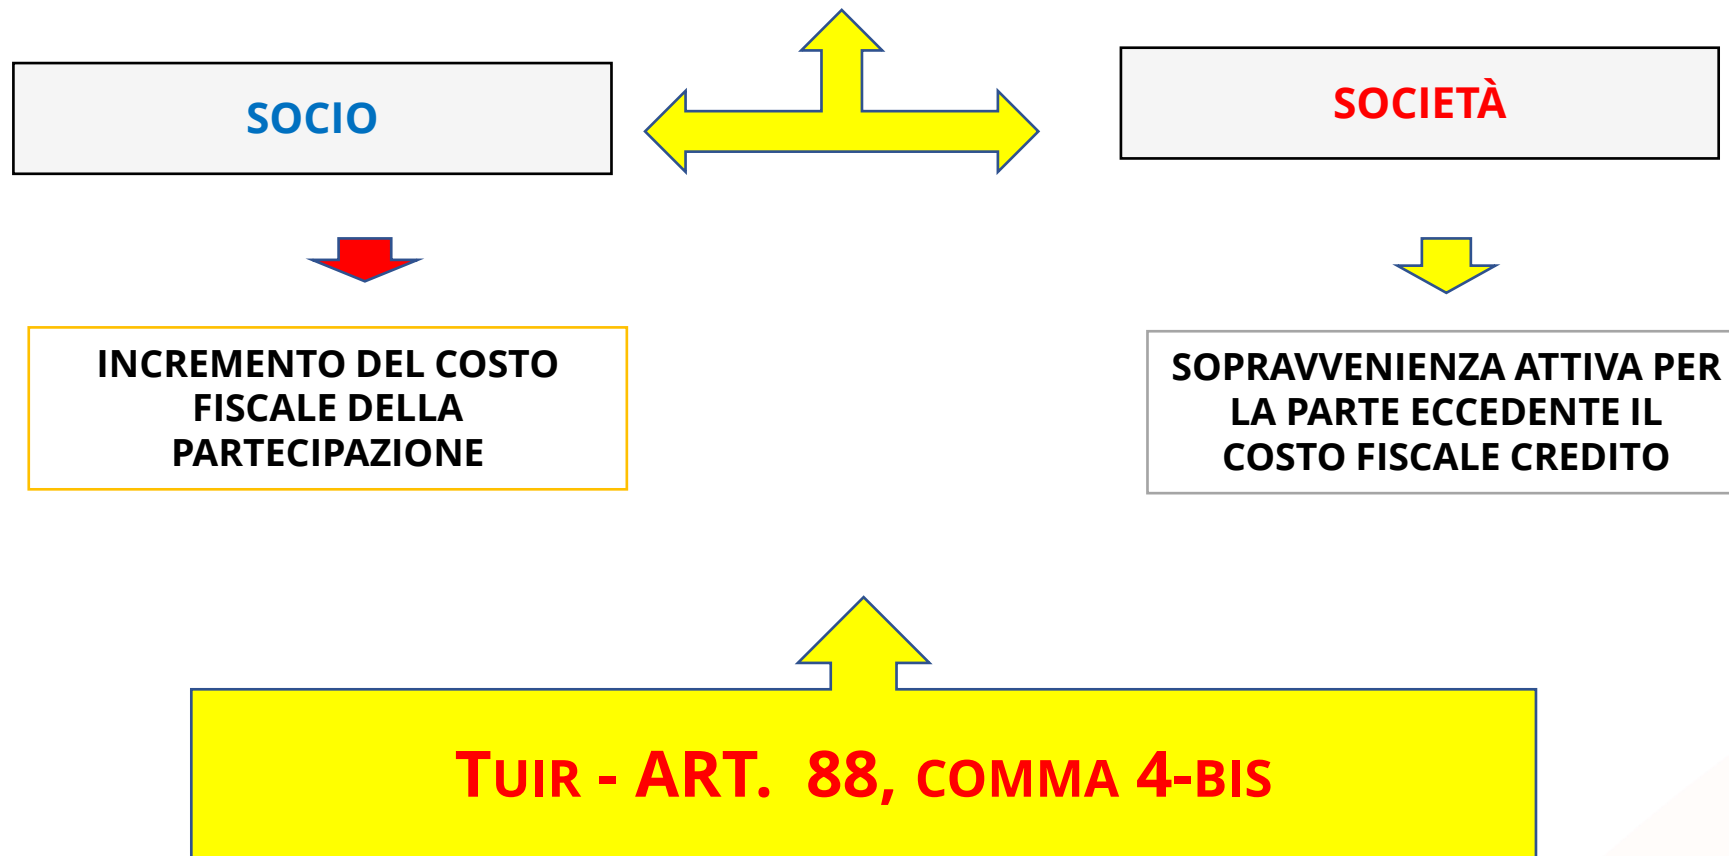 SOCIO
SOCIETÀ
INCREMENTO DEL COSTO
FISCALE DELLA
PARTECIPAZIONE
SOPRAVVENIENZA ATTIVA PER
LA PARTE ECCEDENTE IL
COSTO FISCALE CREDITO
TUIR - ART. 88, COMMA 4-BIS